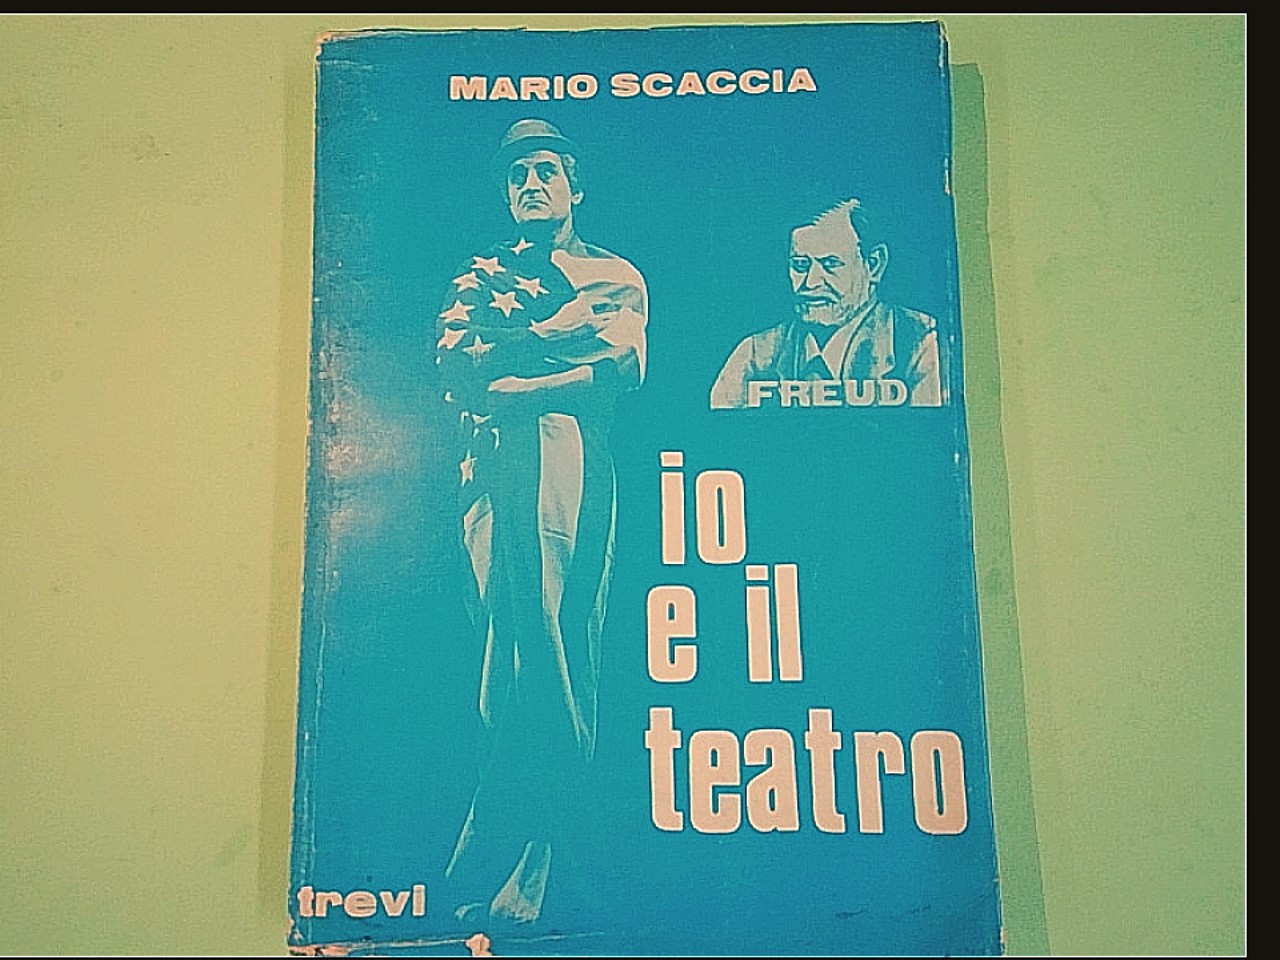 MARIO SCACCIA
FREUD
io
e il
teatro
trevi